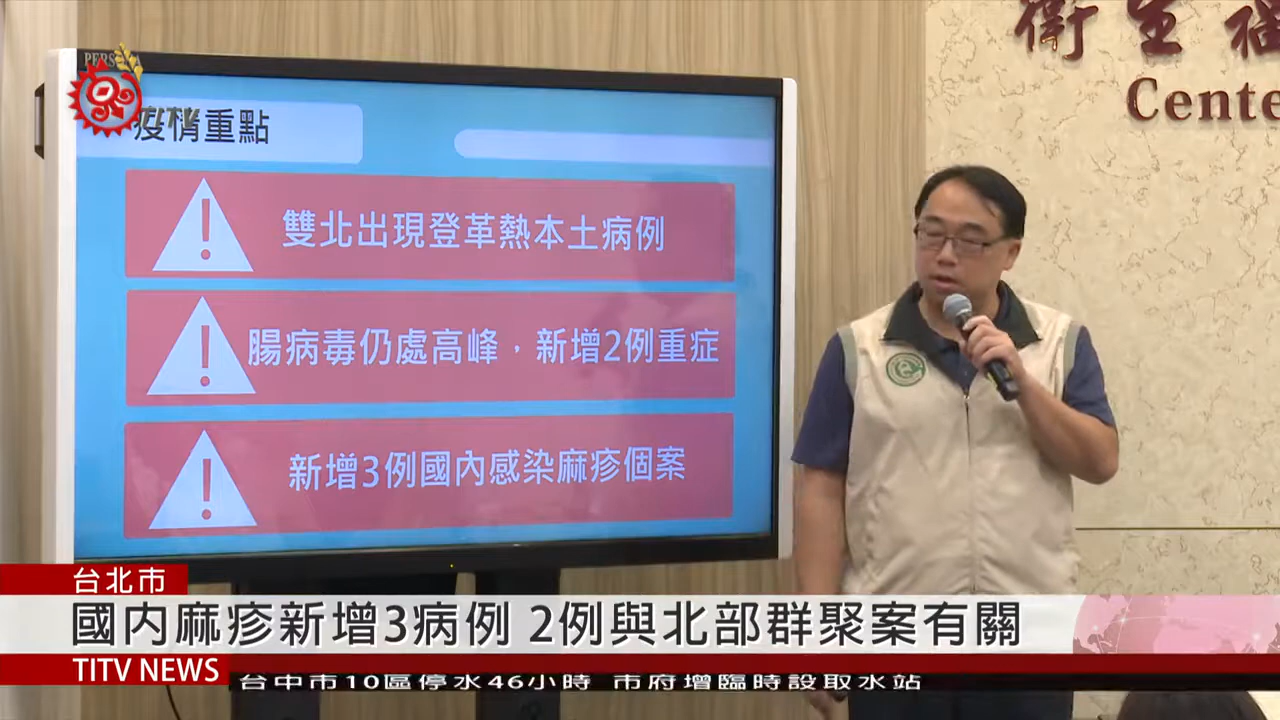 衛生福
Cente
TITV
疫情重點
雙北出現登革熱本土病例
腸病毒仍處高峰，新增2例重症
新增3例國內感染麻疹個案
台北市
國內麻疹新增3病例 2例與北部群聚案有關
TITV NEWS
台中市10區停水46小時 市府增臨時設取水站